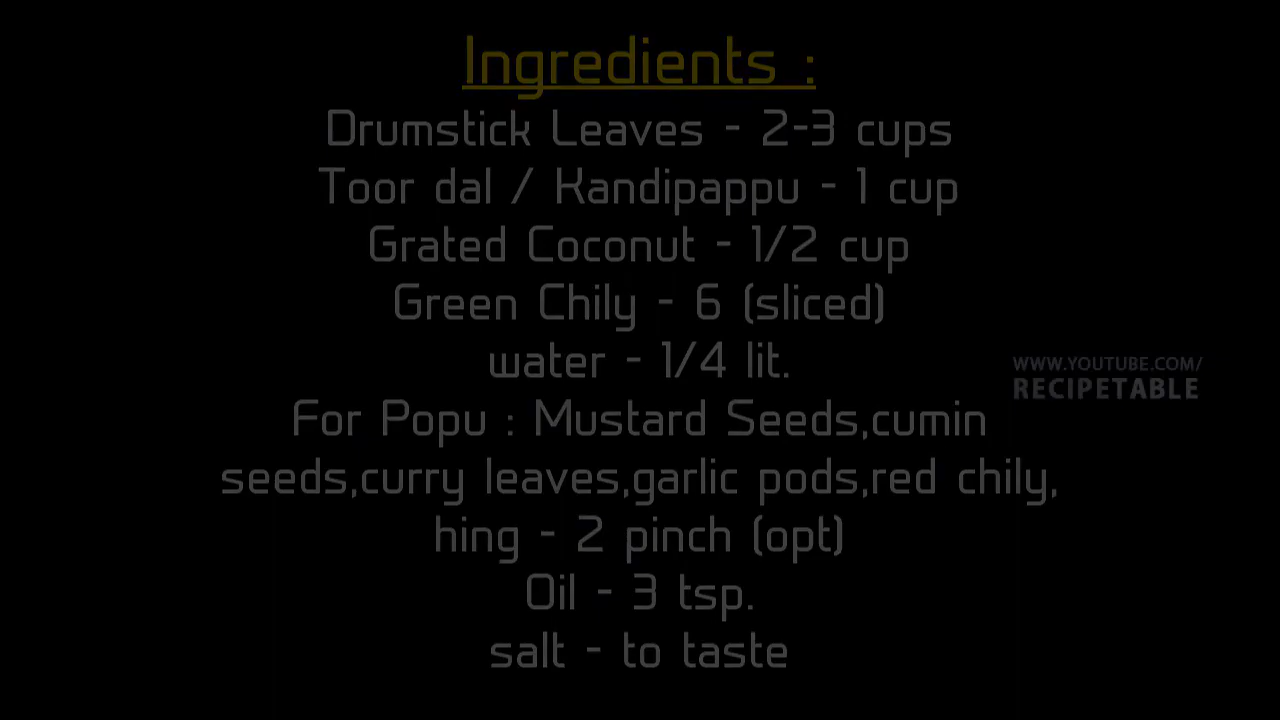 Ingredients :
Drumstick Leaves - 2-3 cups
Toor dal / Kandipappu - 1 cup
Grated Coconut - 1/2 cup
Green Chily - 6 (sliced)
water - 1/4 lit.
WWW.YOUTUBE.COM/
RECIPETABLE
For Popu : Mustard Seeds,cumin
seeds,curry leaves,garlic pods,red chily,
hing - 2 pinch (opt)
Oil - 3 tsp.
salt - to taste